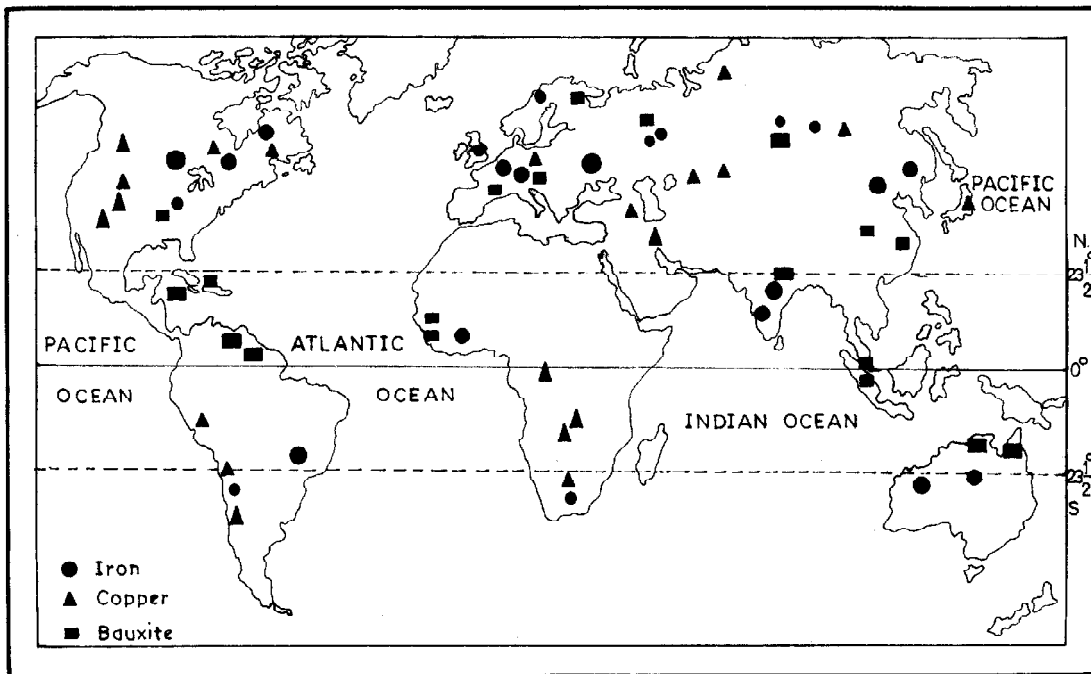 PACIFIC
OCEAN
N.
23½°
PACIFIC
ATLANTIC
0°
OCEAN
OCEAN
INDIAN OCEAN
23½°
S
Iron
Copper
Bauxite